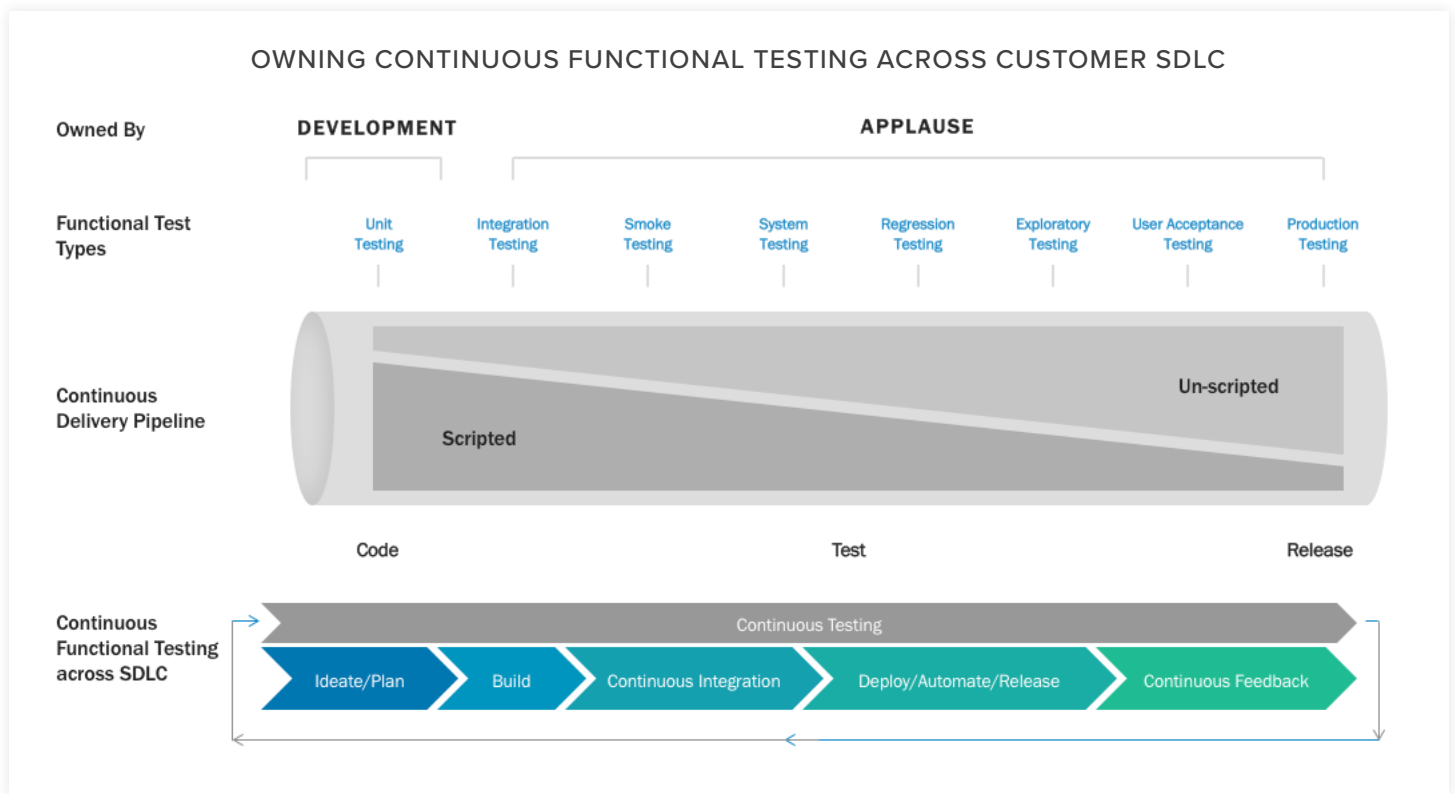 OWNING CONTINUOUS FUNCTIONAL TESTING ACROSS CUSTOMER SDLC
Owned By
DEVELOPMENT
APPLAUSE
Functional Test
Types
Unit
Testing
Integration
Testing
Smoke
Testing
System
Testing
Regression
Testing
Exploratory
Testing
User Acceptance
Testing
Production
Testing
Continuous
Delivery Pipeline
Scripted
Un-scripted
Code
Test
Release
Continuous
Functional Testing
across SDLC
Continuous Testing
Ideate/Plan
Build
Continuous Integration
Deploy/Automate/Release
Continuous Feedback